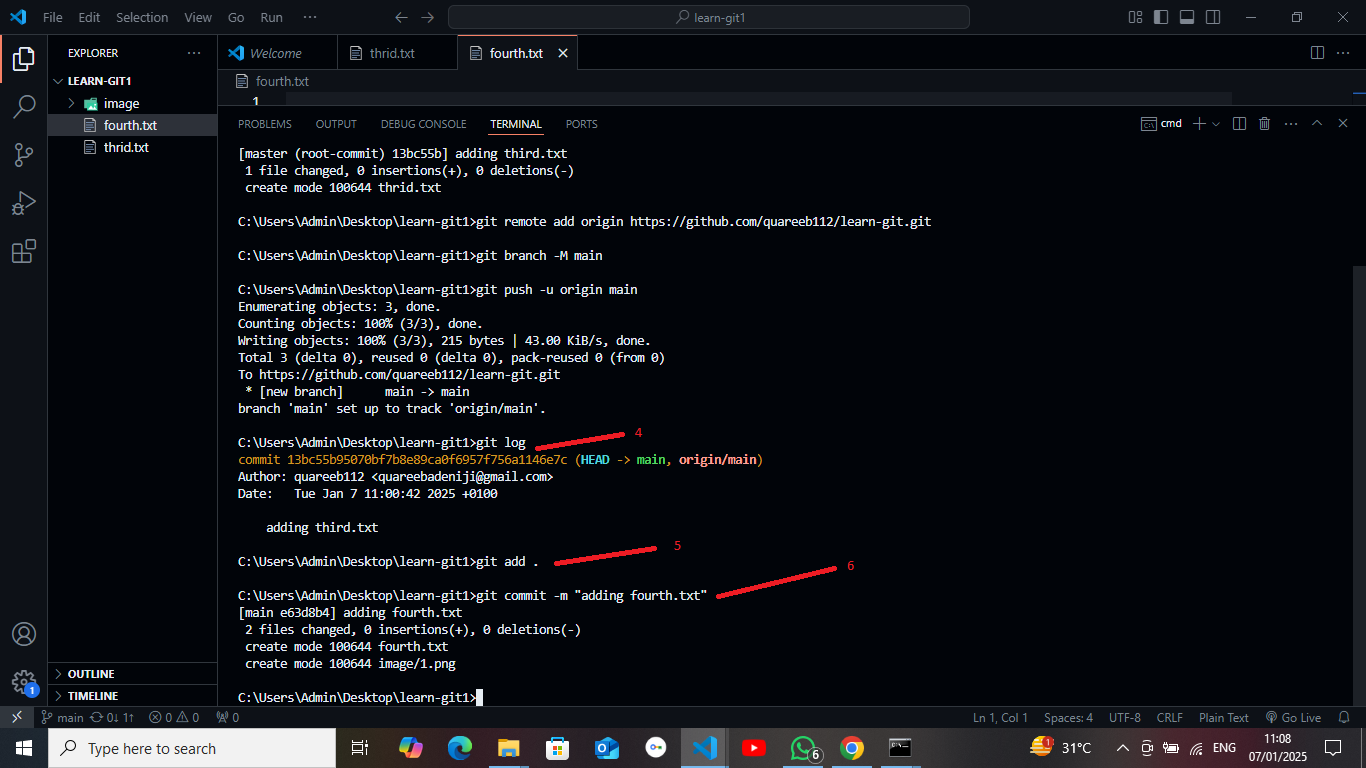 File Edit Selection View Go Run ··· learn-git1
EXPLORER ···
LEARN-GIT1
image
fourth.txt
thrid.txt
OUTLINE
TIMELINE
Welcome thrid.txt fourth.txt
fourth.txt
1
PROBLEMS OUTPUT DEBUG CONSOLE TERMINAL PORTS cmd
[master (root-commit) 13bc55b] adding third.txt
1 file changed, 0 insertions(+), 0 deletions(-)
create mode 100644 thrid.txt
C:\Users\Admin\Desktop\learn-git1>git remote add origin https://github.com/quareeb112/learn-git.git
C:\Users\Admin\Desktop\learn-git1>git branch -M main
C:\Users\Admin\Desktop\learn-git1>git push -u origin main
Enumerating objects: 3, done.
Counting objects: 100% (3/3), done.
Writing objects: 100% (3/3), 215 bytes | 43.00 KiB/s, done.
Total 3 (delta 0), reused 0 (delta 0), pack-reused 0 (from 0)
To https://github.com/quareeb112/learn-git.git
* [new branch]      main -> main
branch 'main' set up to track 'origin/main'.
C:\Users\Admin\Desktop\learn-git1>git log 4
commit 13bc55b95070bf7b8e89ca0f6957f756a1146e7c (HEAD -> main, origin/main)
Author: quareeb112 <quareebadeniji@gmail.com>
Date:   Tue Jan 7 11:00:42 2025 +0100
adding third.txt
C:\Users\Admin\Desktop\learn-git1>git add . 5
C:\Users\Admin\Desktop\learn-git1>git commit -m "adding fourth.txt" 6
[main e63d8b4] adding fourth.txt
2 files changed, 0 insertions(+), 0 deletions(-)
create mode 100644 fourth.txt
create mode 100644 image/1.png
C:\Users\Admin\Desktop\learn-git1>
1
main 0↓ 1↑ 0 0 0 Ln 1, Col 1 Spaces: 4 UTF-8 CRLF Plain Text Go Live
Type here to search 6 1 31°C ENG 11:08
07/01/2025